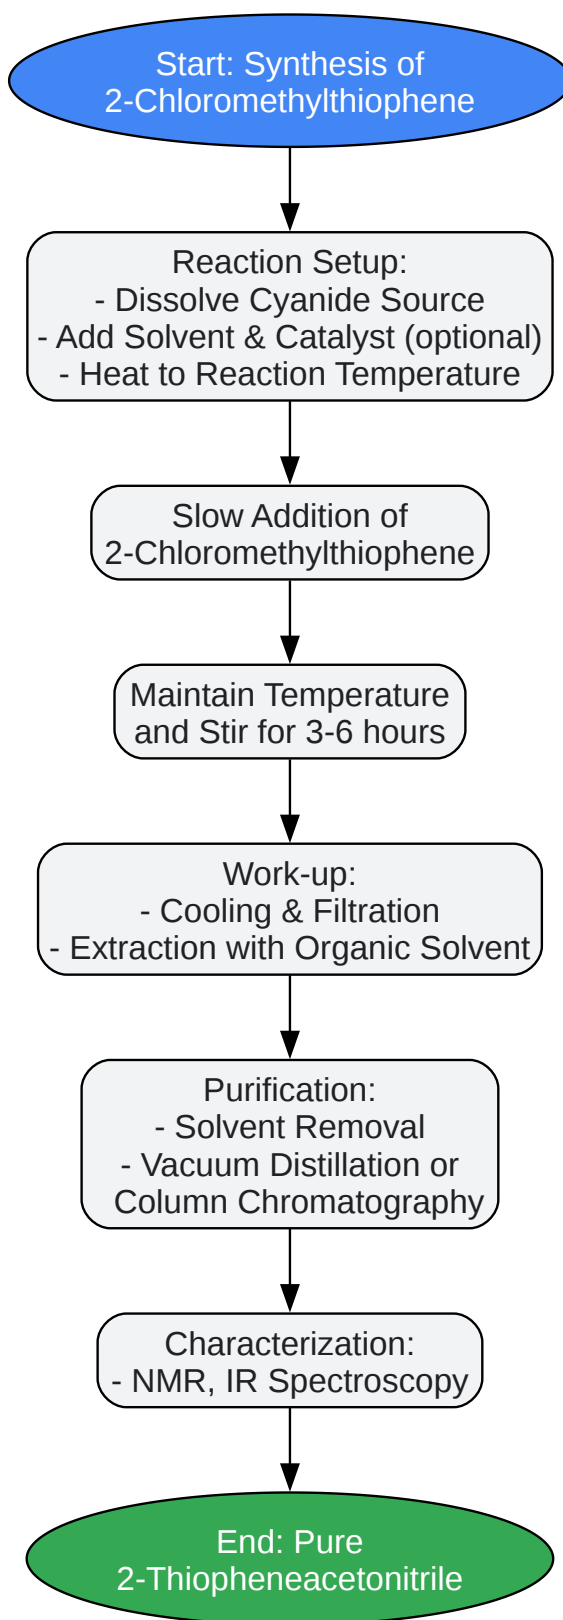 Start: Synthesis of
2-Chloromethylthiophene
Reaction Setup:
- Dissolve Cyanide Source
- Add Solvent & Catalyst (optional)
- Heat to Reaction Temperature
Slow Addition of
2-Chloromethylthiophene
Maintain Temperature
and Stir for 3-6 hours
Work-up:
- Cooling & Filtration
- Extraction with Organic Solvent
Purification:
- Solvent Removal
- Vacuum Distillation or
Column Chromatography
Characterization:
- NMR, IR Spectroscopy
End: Pure
2-Thiopheneacetonitrile